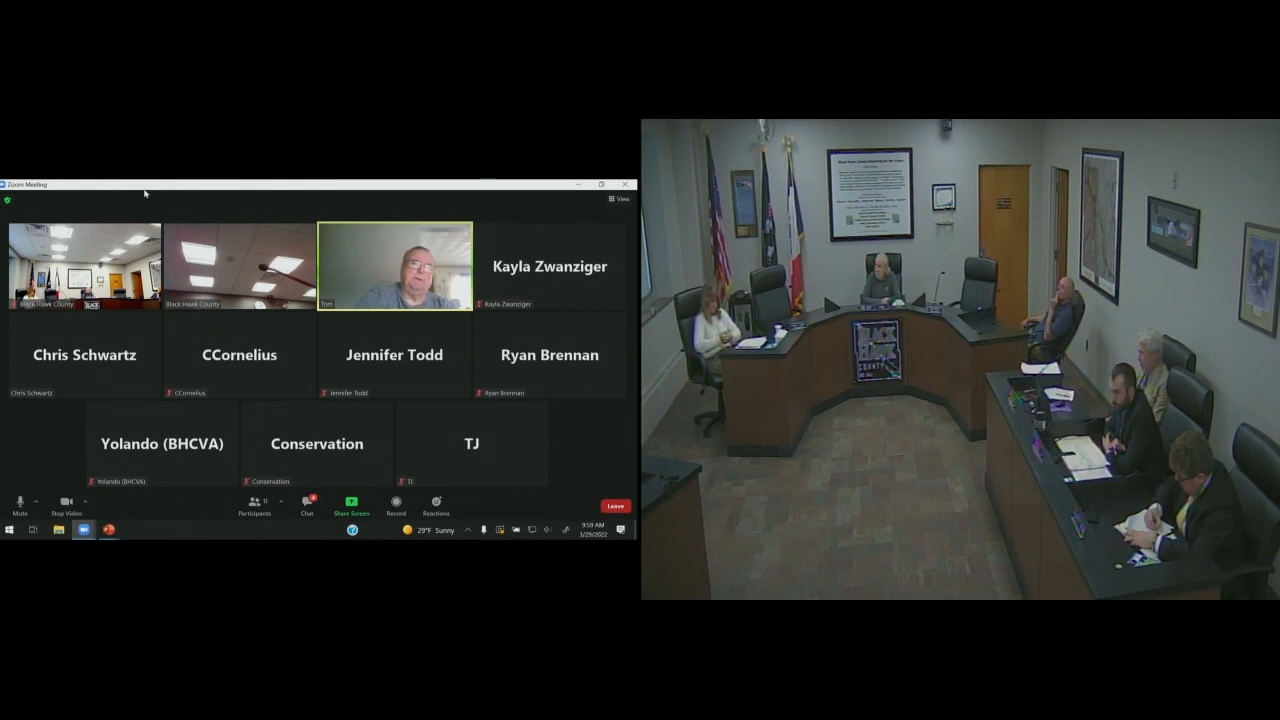 Zoom Meeting
View
Black Hawk County
Black Hawk County
Tom
Kayla Zwanziger
Kayla Zwanziger
Chris Schwartz
CCornelius
Jennifer Todd
Ryan Brennan
Chris Schwartz
CCornelius
Jennifer Todd
Ryan Brennan
Yolando (BHCVA)
Conservation
TJ
Yolando (BHCVA)
Conservation
TJ
Mute
Stop Video
11
Participants
4
Chat
Share Screen
Record
Reactions
Leave
29°F Sunny
9:59 AM
3/29/2022
BLACK
HAWK
COUNTY